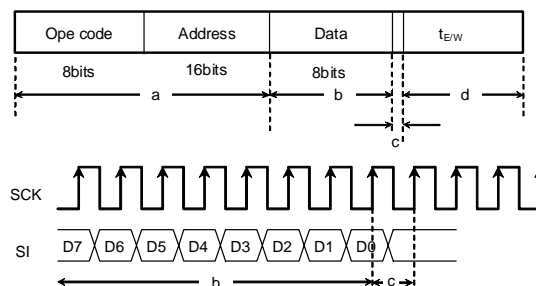 Ope code Address Data tE/W
8bits 16bits 8bits
a b d
c
SCK
SI D7 D6 D5 D4 D3 D2 D1 D0
b c